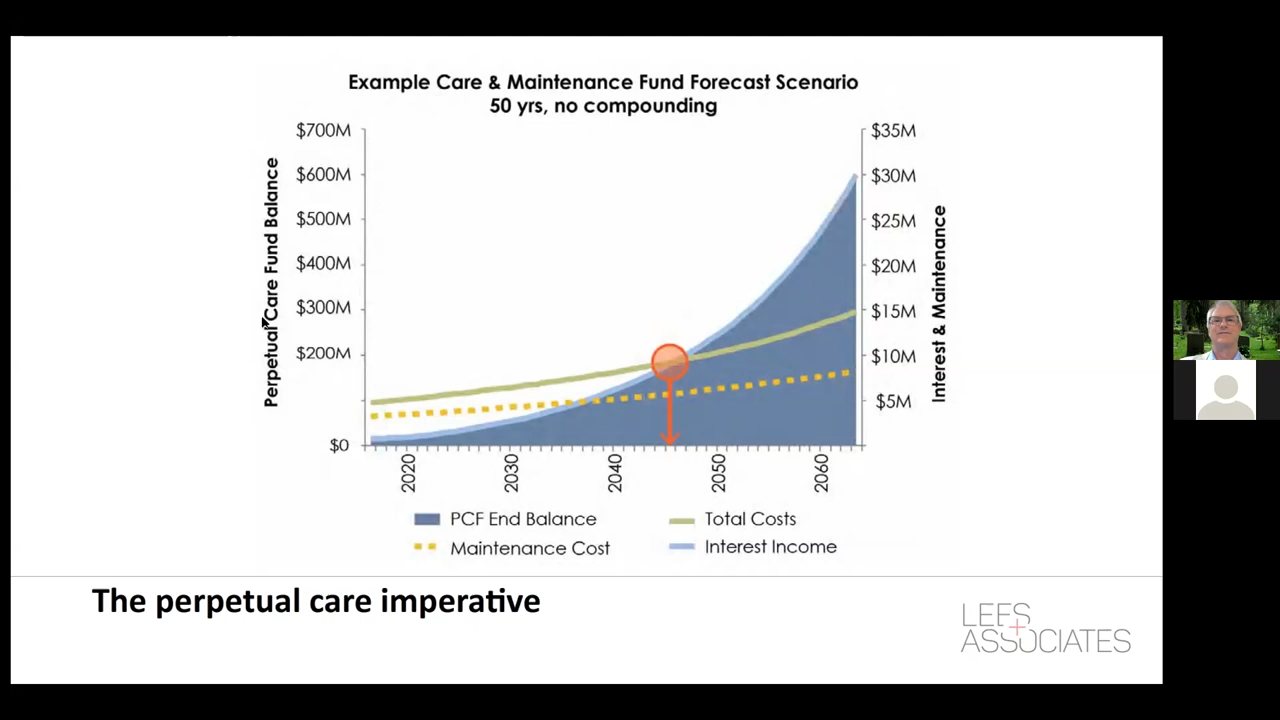 Example Care & Maintenance Fund Forecast Scenario
50 yrs, no compounding
Perpetual Care Fund Balance
$700M
$600M
$500M
$400M
$300M
$200M
$0
$35M
$30M
$25M
$20M
$15M
$10M
$5M
Interest & Maintenance
2020
2030
2040
2050
2060
PCF End Balance
Total Costs
Maintenance Cost
Interest Income
The perpetual care imperative
LEES
+
ASSOCIATES